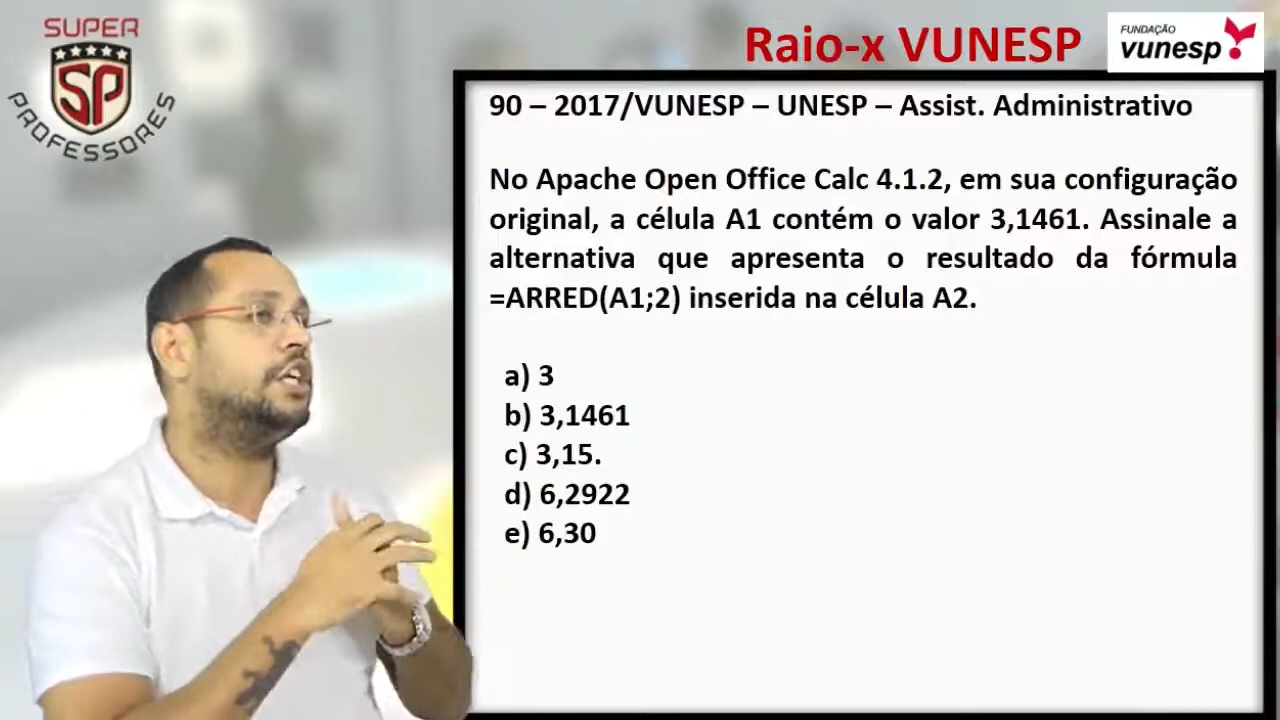 SUPER
SP
PROFESSORES
Raio-x VUNESP
FUNDAÇÃO
vunesp
90 – 2017/VUNESP – UNESP – Assist. Administrativo
No Apache Open Office Calc 4.1.2, em sua configuração
original, a célula A1 contém o valor 3,1461. Assinale a
alternativa que apresenta o resultado da fórmula
=ARRED(A1;2) inserida na célula A2.
a) 3
b) 3,1461
c) 3,15.
d) 6,2922
e) 6,30